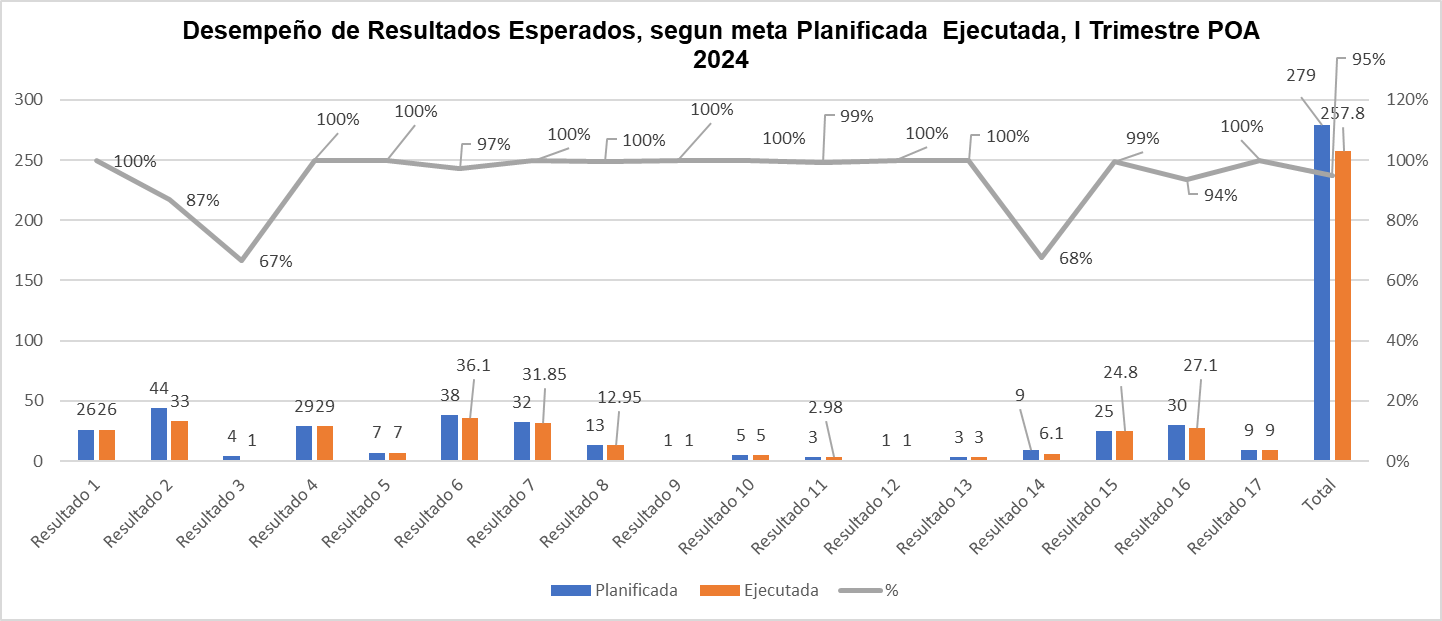 Desempeño de Resultados Esperados, segun meta Planificada  Ejecutada, I Trimestre POA
2024
300
250
200
150
100
50
0
120%
100%
80%
60%
40%
20%
0%
100%
87%
67%
100%
100%
97%
100%
100%
100%
100%
99%
100%
100%
68%
99%
94%
100%
95%
26 26
44 33
4 1
29 29
7 7
38 36.1
32 31.85
13 12.95
1 1
5 5
3 2.98
1 1
3 3
9 6.1
25 24.8
30 27.1
9 9
279 257.8
Resultado 1
Resultado 2
Resultado 3
Resultado 4
Resultado 5
Resultado 6
Resultado 7
Resultado 8
Resultado 9
Resultado 10
Resultado 11
Resultado 12
Resultado 13
Resultado 14
Resultado 15
Resultado 16
Resultado 17
Total
Planificada Ejecutada %